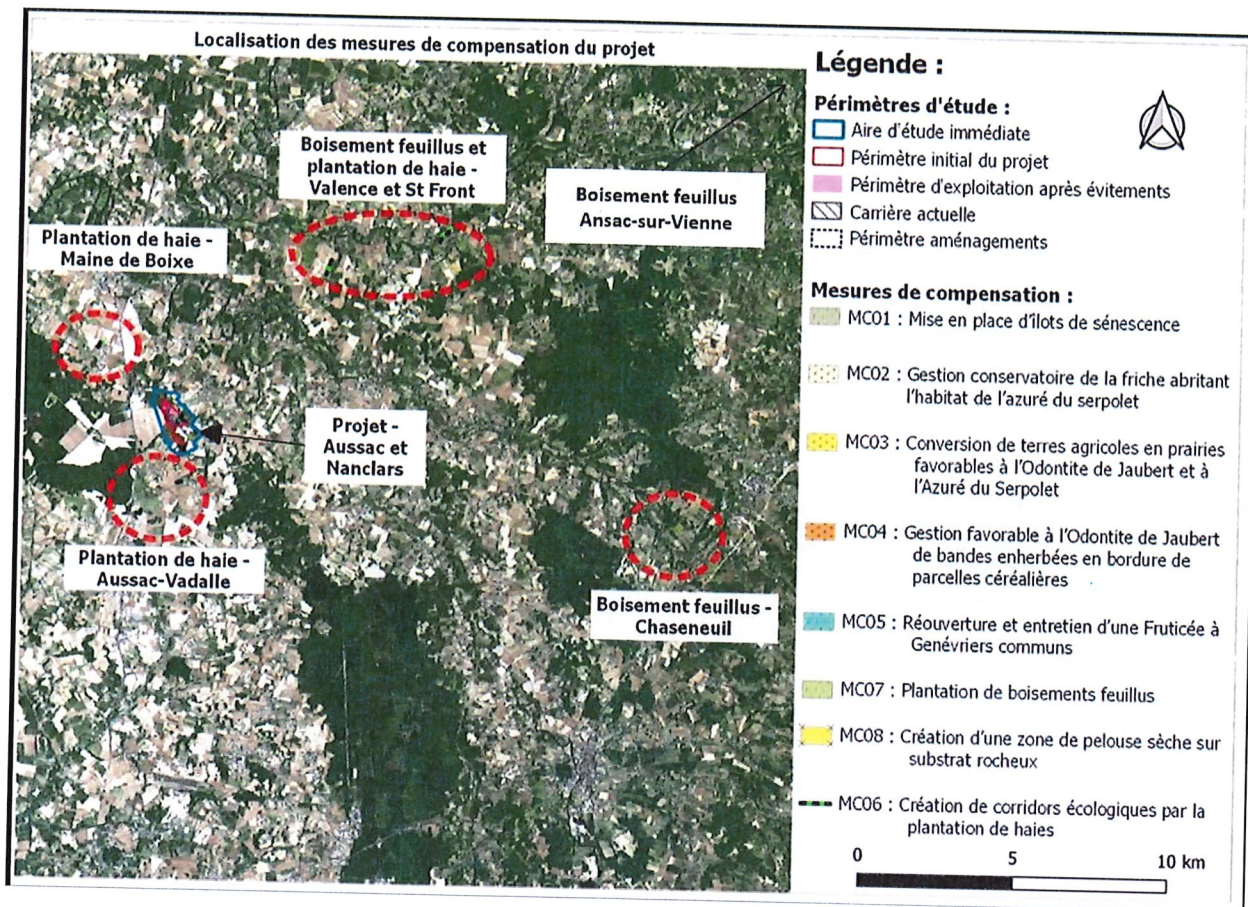 Localisation des mesures de compensation du projet
Boisement feuillus et
plantation de haie -
Valence et St Front
Boisement feuillus
Ansac-sur-Vienne
Plantation de haie -
Maine de Boixe
Projet -
Aussac et
Nanclars
Plantation de haie -
Aussac-Vadalle
Boisement feuillus -
Chaseneuil
Légende :
Périmètres d'étude :
Aire d'étude immédiate
Périmètre initial du projet
Périmètre d'exploitation après évitements
Carrière actuelle
Périmètre aménagements
Mesures de compensation :
MC01 : Mise en place d'îlots de sénescence
MC02 : Gestion conservatoire de la friche abritant
l'habitat de l'azuré du serpolet
MC03 : Conversion de terres agricoles en prairies
favorables à l'Odontite de Jaubert et à
l'Azuré du Serpolet
MC04 : Gestion favorable à l'Odontite de Jaubert
de bandes enherbées en bordure de
parcelles céréalières
MC05 : Réouverture et entretien d'une Fruticée à
Genévriers communs
MC07 : Plantation de boisements feuillus
MC08 : Création d'une zone de pelouse sèche sur
substrat rocheux
MC06 : Création de corridors écologiques par la
plantation de haies
0 5 10 km